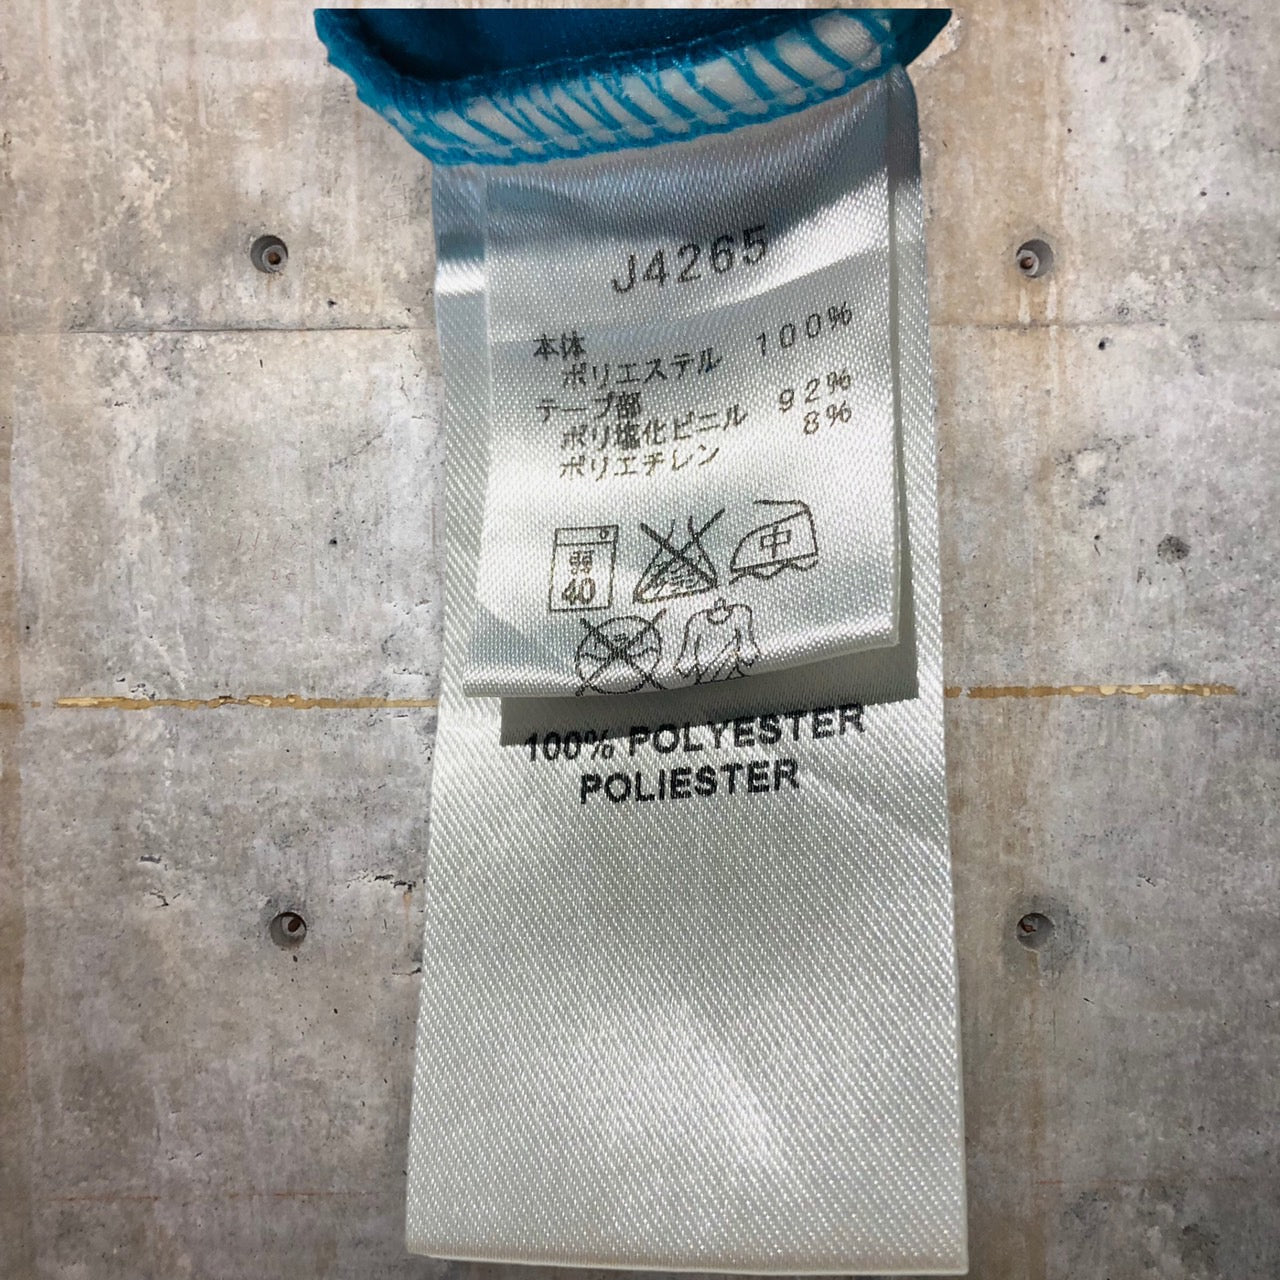 J4265
本体
ポリエステル 100%
テープ部
ポリ塩化ビニル 92%
ポリエチレン 8%
弱
40
中
100% POLYESTER
POLIESTER